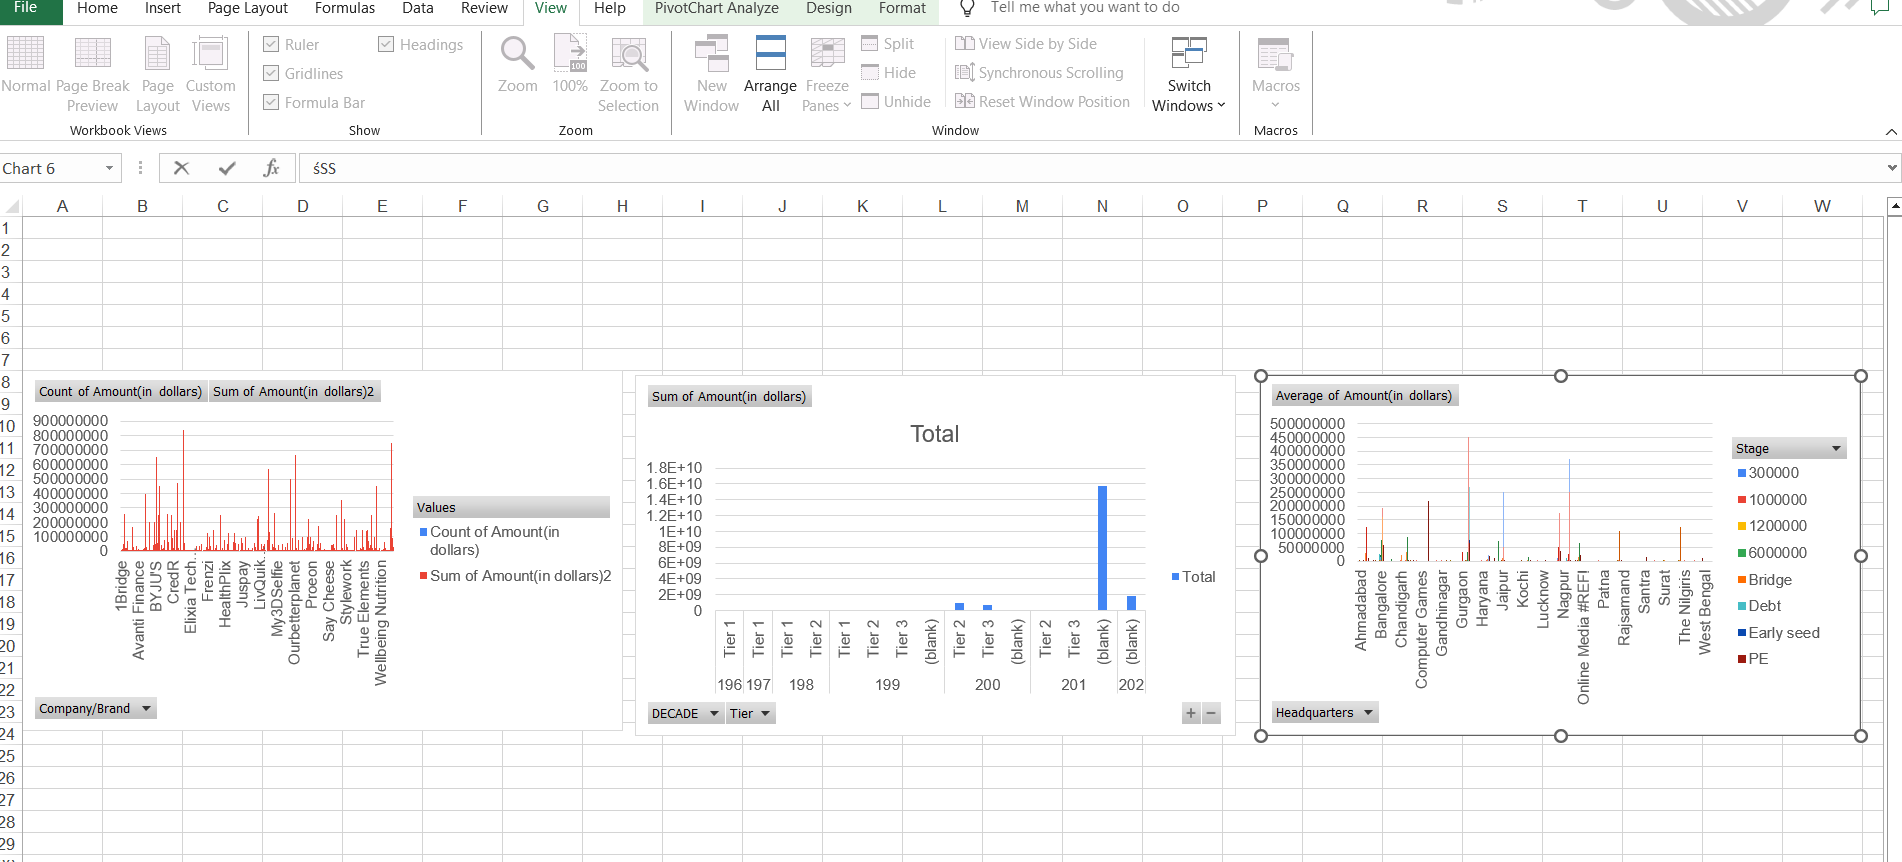 File Home Insert Page Layout Formulas Data Review View Help PivotChart Analyze Design Format Tell me what you want to do
Normal Page Break Preview Page Layout Custom Views
Workbook Views
Ruler Headings
Gridlines
Formula Bar
Show
Zoom 100% Zoom to Selection
Zoom
New Window Arrange All Freeze Panes
Split
Hide
Unhide
View Side by Side
Synchronous Scrolling
Reset Window Position
Switch Windows
Window
Macros
Macros
Chart 6 fx śSS
A B C D E F G H I J K L M N O P Q R S T U V W
1
2
3
4
5
6
7
8
9
10
11
12
13
14
15
16
17
18
19
20
21
22
23
24
25
26
27
28
29
Count of Amount(in dollars) Sum of Amount(in dollars)2
900000000
800000000
700000000
600000000
500000000
400000000
300000000
200000000
100000000
0
1Bridge
Avanti Finance
BYJU'S
CredR
Elixia Tech.
Frenzi
HealthPlix
Juspay
LivQuik.
My3DSelfie
Ourbetterplanet
Proeon
Say Cheese
Stylework
True Elements
Wellbeing Nutrition
Values
Count of Amount(in
dollars)
Sum of Amount(in dollars)2
Company/Brand
Sum of Amount(in dollars)
Total
1.8E+10
1.6E+10
1.4E+10
1.2E+10
1E+10
8E+09
6E+09
4E+09
2E+09
0
Tier 1 Tier 1 Tier 1 Tier 2 Tier 1 Tier 2 Tier 3 (blank) Tier 2 Tier 3 (blank) Tier 2 Tier 3 (blank) (blank)
196 197 198 199 200 201 202
Total
DECADE Tier + −
Average of Amount(in dollars)
500000000
450000000
400000000
350000000
300000000
250000000
200000000
150000000
100000000
50000000
0
Ahmadabad
Bangalore
Chandigarh
Computer Games
Gandhinagar
Gurgaon
Haryana
Jaipur
Kochi
Lucknow
Nagpur
Online Media #REF!
Patna
Rajsamand
Santra
Surat
The Nilgiris
West Bengal
Stage
300000
1000000
1200000
6000000
Bridge
Debt
Early seed
PE
Headquarters